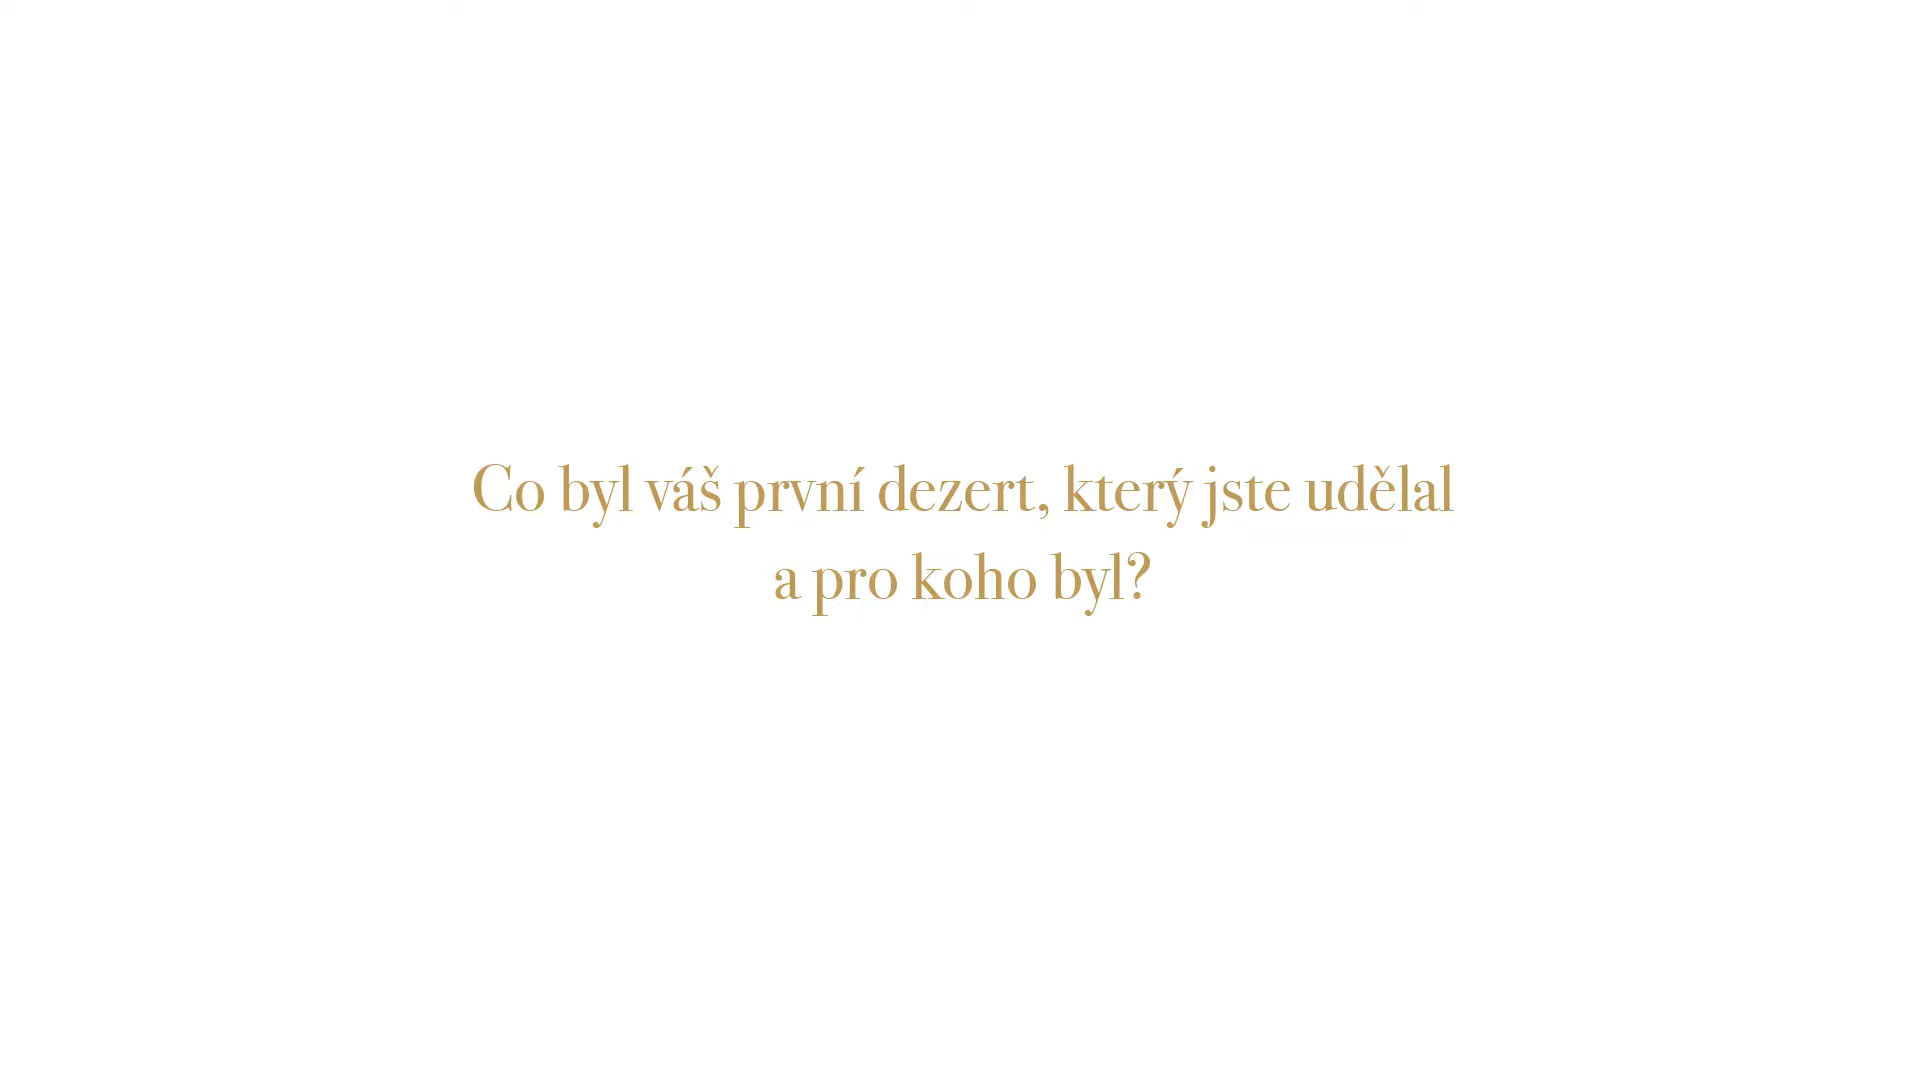 Co byl váš první dezert, který jste udělal
a pro koho byl?